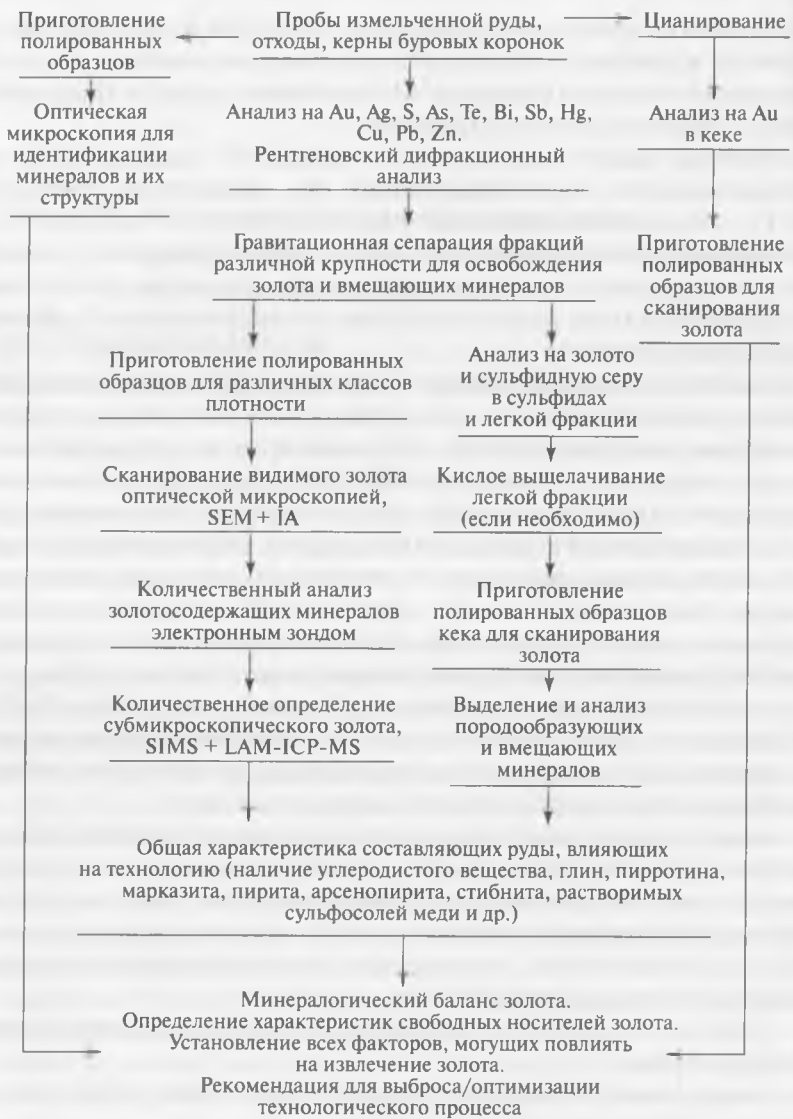 Приготовление
полированных
образцов
Пробы измельченной руды,
отходы, керны буровых коронок
Цианирование
Оптическая
микроскопия для
идентификации
минералов и их
структуры
Анализ на Au, Ag, S, As, Te, Bi, Sb, Hg,
Cu, Pb, Zn.
Рентгеновский дифракционный
анализ
Анализ на Au
в кеке
Гравитационная сепарация фракций
различной крупности для освобождения
золота и вмещающих минералов
Приготовление
полированных
образцов для
сканирования
золота
Приготовление полированных
образцов для различных классов
плотности
Анализ на золото
и сульфидную серу
в сульфидах
и легкой фракции
Сканирование видимого золота
оптической микроскопией,
SEM + IA
Кислое выщелачивание
легкой фракции
(если необходимо)
Количественный анализ
золотосодержащих минералов
электронным зондом
Приготовление
полированных образцов
кека для сканирования
золота
Количественное определение
субмикроскопического золота,
SIMS + LAM-ICP-MS
Выделение и анализ
породообразующих
и вмещающих
минералов
Общая характеристика составляющих руды, влияющих
на технологию (наличие углеродистого вещества, глин, пирротина,
марказита, пирита, арсенопирита, стибнита, растворимых
сульфосолей меди и др.)
Минералогический баланс золота.
Определение характеристик свободных носителей золота.
Установление всех факторов, могущих повлиять
на извлечение золота.
Рекомендация для выброса/оптимизации
технологического процесса